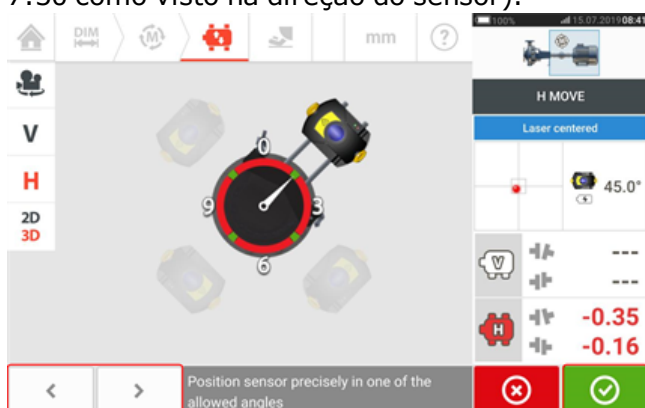 7:30 como visto na direção do sensor).
DIM
M
mm
?
100%
15.07.2019 08:41
H MOVE
Laser centered
V
H
2D
3D
0
9
3
6
45.0°
V
---
---
H
-0.35
-0.16
<
>
Position sensor precisely in one of the
allowed angles